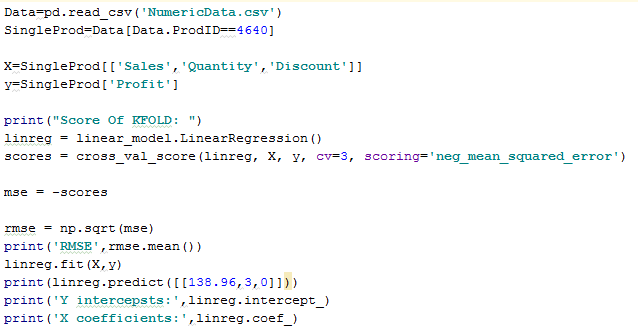 Data=pd.read_csv('NumericData.csv')
SingleProd=Data[Data.ProdID==4640]
X=SingleProd[['Sales','Quantity','Discount']]
y=SingleProd['Profit']
print("Score Of KFOLD: ")
linreg = linear_model.LinearRegression()
scores = cross_val_score(linreg, X, y, cv=3, scoring='neg_mean_squared_error')
mse = -scores
rmse = np.sqrt(mse)
print('RMSE',rmse.mean())
linreg.fit(X,y)
print(linreg.predict([[138.96,3,0]]))
print('Y intercepsts:',linreg.intercept_)
print('X coefficients:',linreg.coef_)